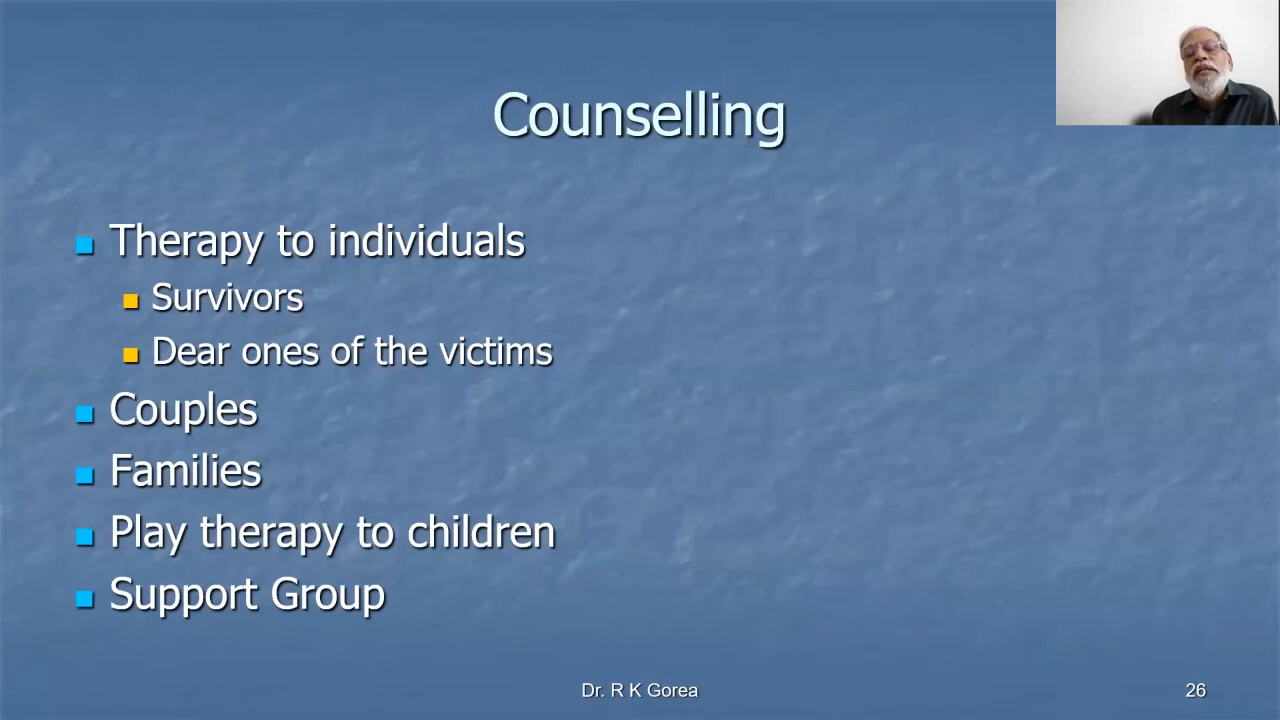 Counselling
Therapy to individuals
Survivors
Dear ones of the victims
Couples
Families
Play therapy to children
Support Group
Dr. R K Gorea
26